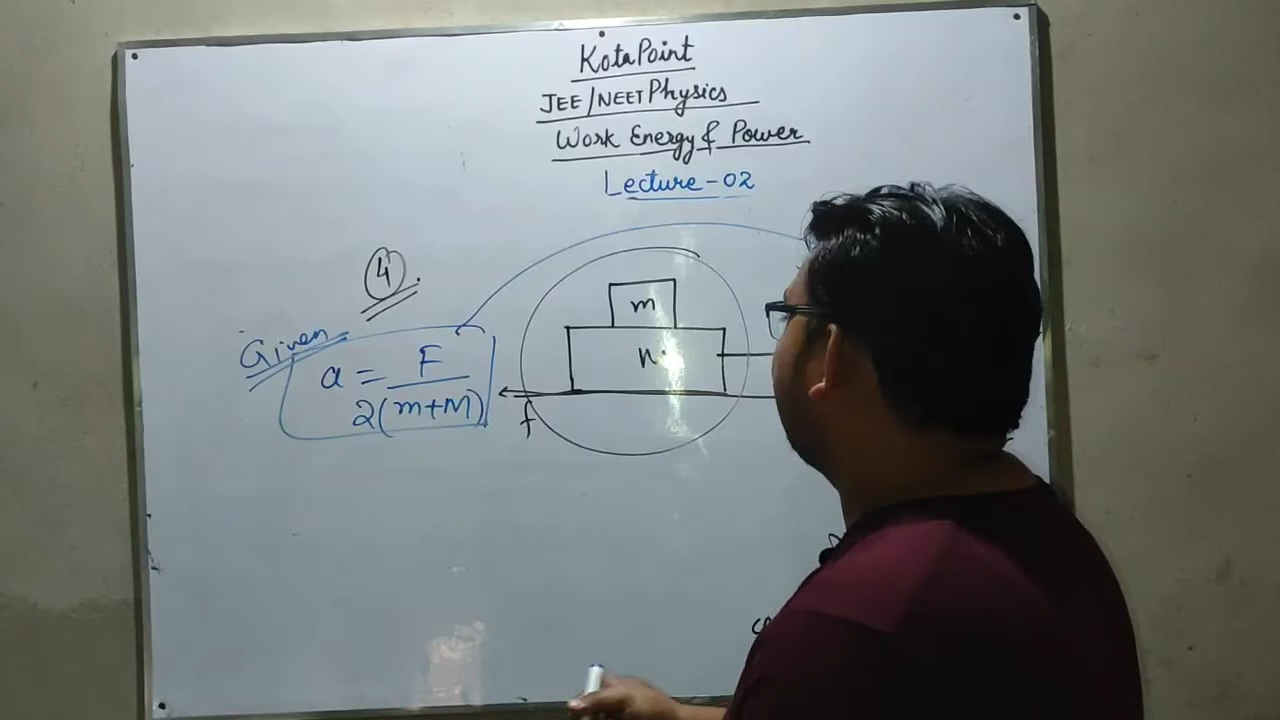 KotaPoint
JEE/NEET Physics
Work Energy & Power
Lecture-02
4
Given
a = F / 2(m+M)
m
f